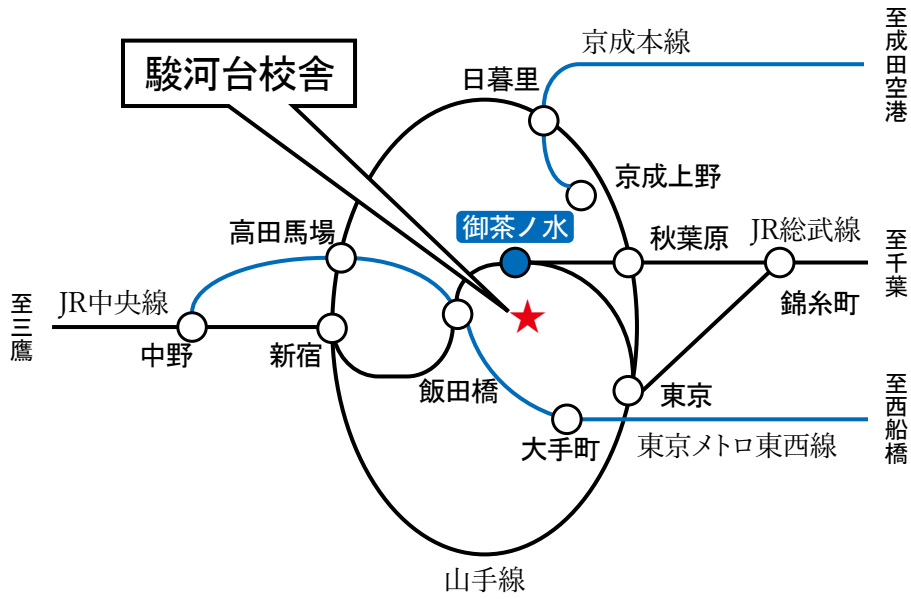 駿河台校舎
京成本線
至成田空港
日暮里
京成上野
高田馬場
御茶ノ水
秋葉原
JR総武線
至千葉
至三鷹
JR中央線
錦糸町
中野
新宿
飯田橋
東京
至西船橋
大手町
東京メトロ東西線
山手線